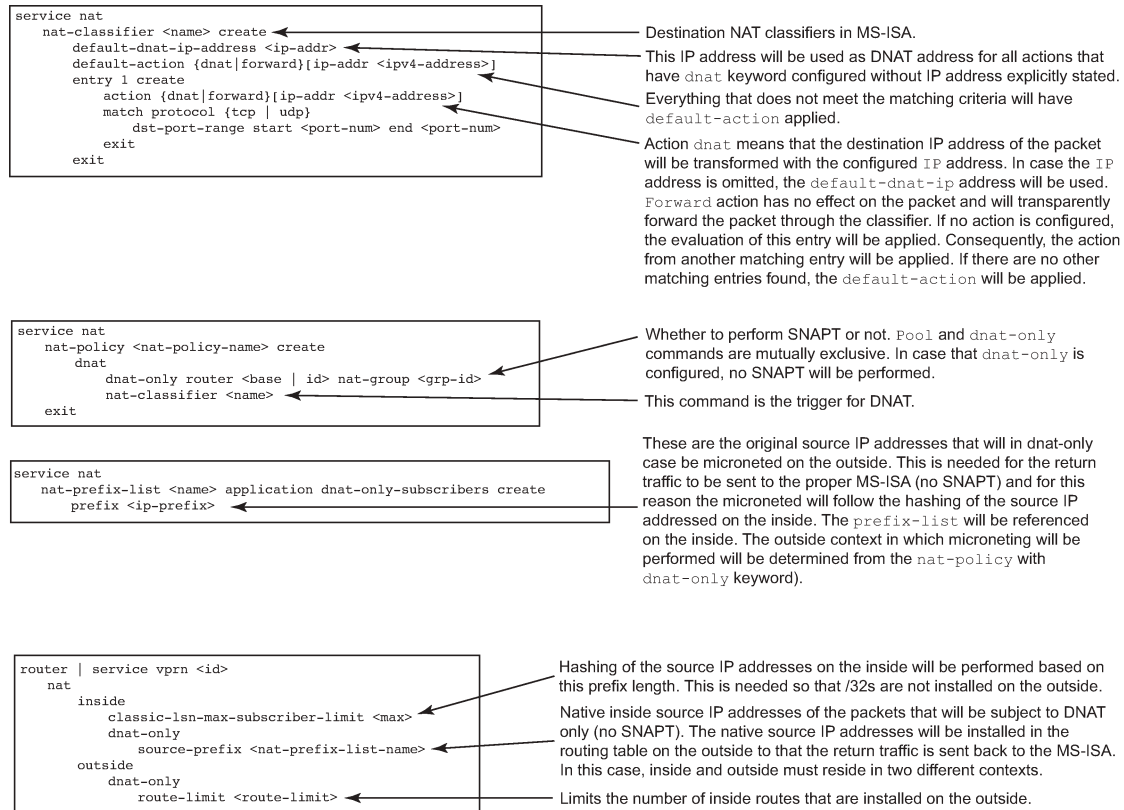 service nat
nat-classifier <name> create
default-dnat-ip-address <ip-addr>
default-action {dnat|forward}[ip-addr <ipv4-address>]
entry 1 create
action {dnat|forward}[ip-addr <ipv4-address>]
match protocol {tcp | udp}
dst-port-range start <port-num> end <port-num>
exit
exit
Destination NAT classifiers in MS-ISA.
This IP address will be used as DNAT address for all actions that
have dnat keyword configured without IP address explicitly stated.
Everything that does not meet the matching criteria will have
default-action applied.
Action dnat means that the destination IP address of the packet
will be transformed with the configured IP address. In case the IP
address is omitted, the default-dnat-ip address will be used.
Forward action has no effect on the packet and will transparently
forward the packet through the classifier. If no action is configured,
the evaluation of this entry will be applied. Consequently, the action
from another matching entry will be applied. If there are no other
matching entries found, the default-action will be applied.
service nat
nat-policy <nat-policy-name> create
dnat
dnat-only router <base | id> nat-group <grp-id>
nat-classifier <name>
exit
Whether to perform SNAPT or not. Pool and dnat-only
commands are mutually exclusive. In case that dnat-only is
configured, no SNAPT will be performed.
This command is the trigger for DNAT.
service nat
nat-prefix-list <name> application dnat-only-subscribers create
prefix <ip-prefix>
These are the original source IP addresses that will in dnat-only
case be microneted on the outside. This is needed for the return
traffic to be sent to the proper MS-ISA (no SNAPT) and for this
reason the microneted will follow the hashing of the source IP
addressed on the inside. The prefix-list will be referenced
on the inside. The outside context in which microneting will be
performed will be determined from the nat-policy with
dnat-only keyword).
router | service vprn <id>
nat
inside
classic-lsn-max-subscriber-limit <max>
dnat-only
source-prefix <nat-prefix-list-name>
outside
dnat-only
route-limit <route-limit>
Hashing of the source IP addresses on the inside will be performed based on
this prefix length. This is needed so that /32s are not installed on the outside.
Native inside source IP addresses of the packets that will be subject to DNAT
only (no SNAPT). The native source IP addresses will be installed in the
routing table on the outside to that the return traffic is sent back to the MS-ISA.
In this case, inside and outside must reside in two different contexts.
Limits the number of inside routes that are installed on the outside.